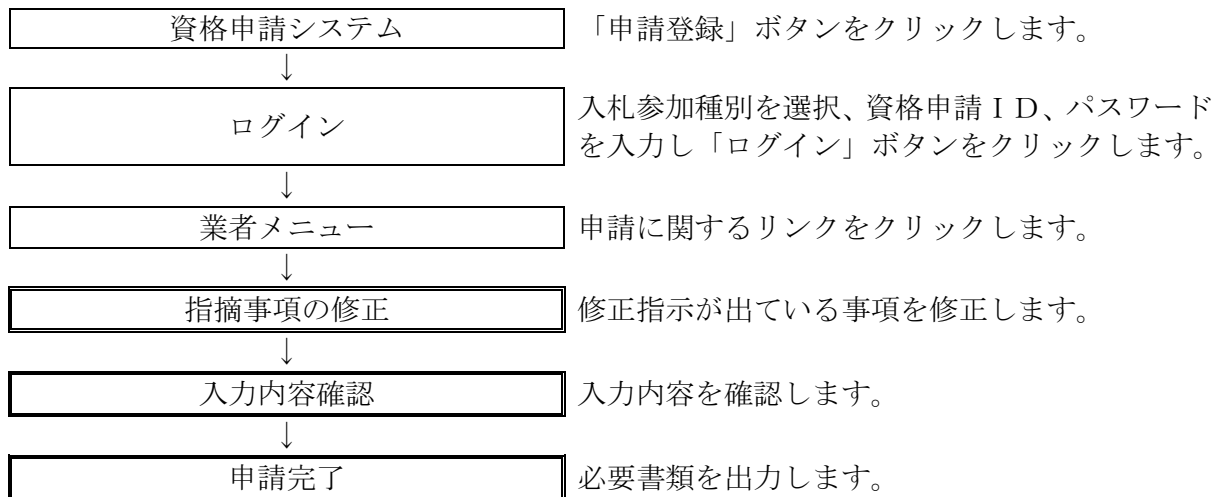 資格申請システム 「申請登録」ボタンをクリックします。
↓
ログイン 入札参加種別を選択、資格申請ＩＤ、パスワード
を入力し「ログイン」ボタンをクリックします。
↓
業者メニュー 申請に関するリンクをクリックします。
↓
指摘事項の修正 修正指示が出ている事項を修正します。
↓
入力内容確認 入力内容を確認します。
↓
申請完了 必要書類を出力します。